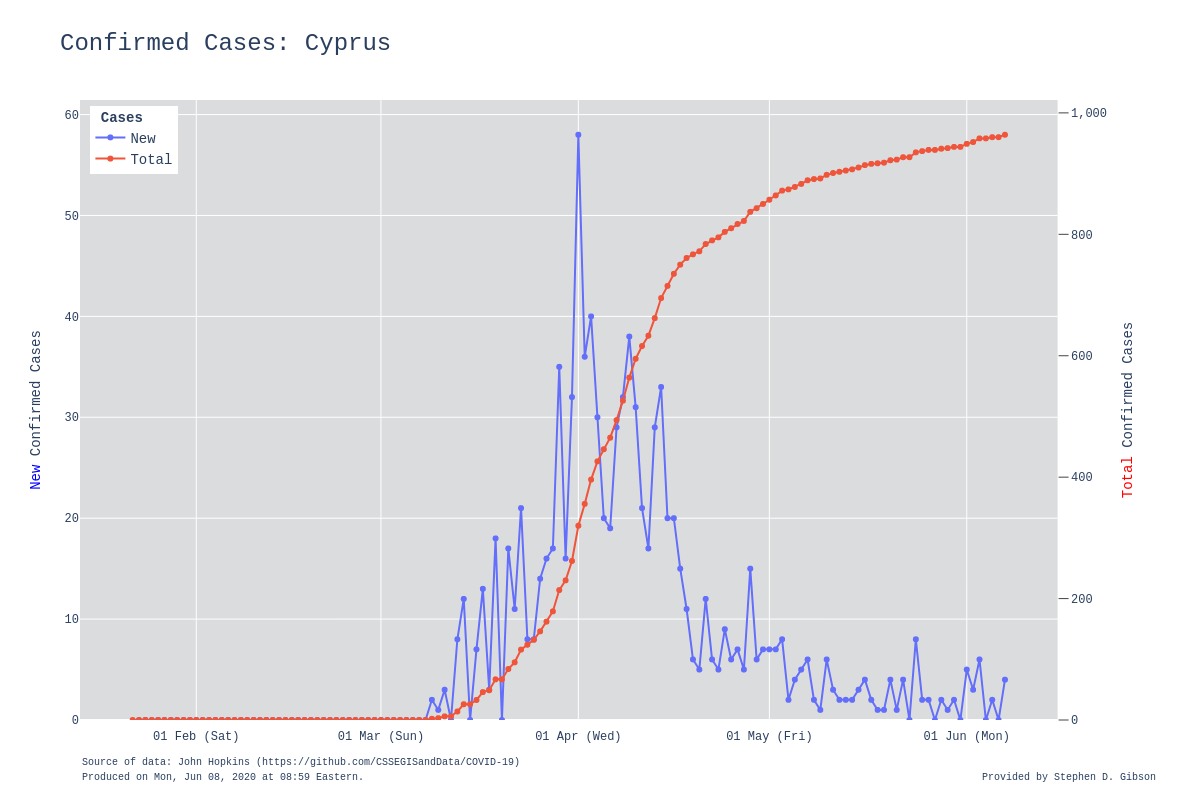 Confirmed Cases: Cyprus
Cases
New
Total
60
50
40
30
20
10
0
1,000
800
600
400
200
0
New Confirmed Cases
Total Confirmed Cases
01 Feb (Sat)
01 Mar (Sun)
01 Apr (Wed)
01 May (Fri)
01 Jun (Mon)
Source of data: John Hopkins (https://github.com/CSSEGISandData/COVID-19)
Produced on Mon, Jun 08, 2020 at 08:59 Eastern.
Provided by Stephen D. Gibson